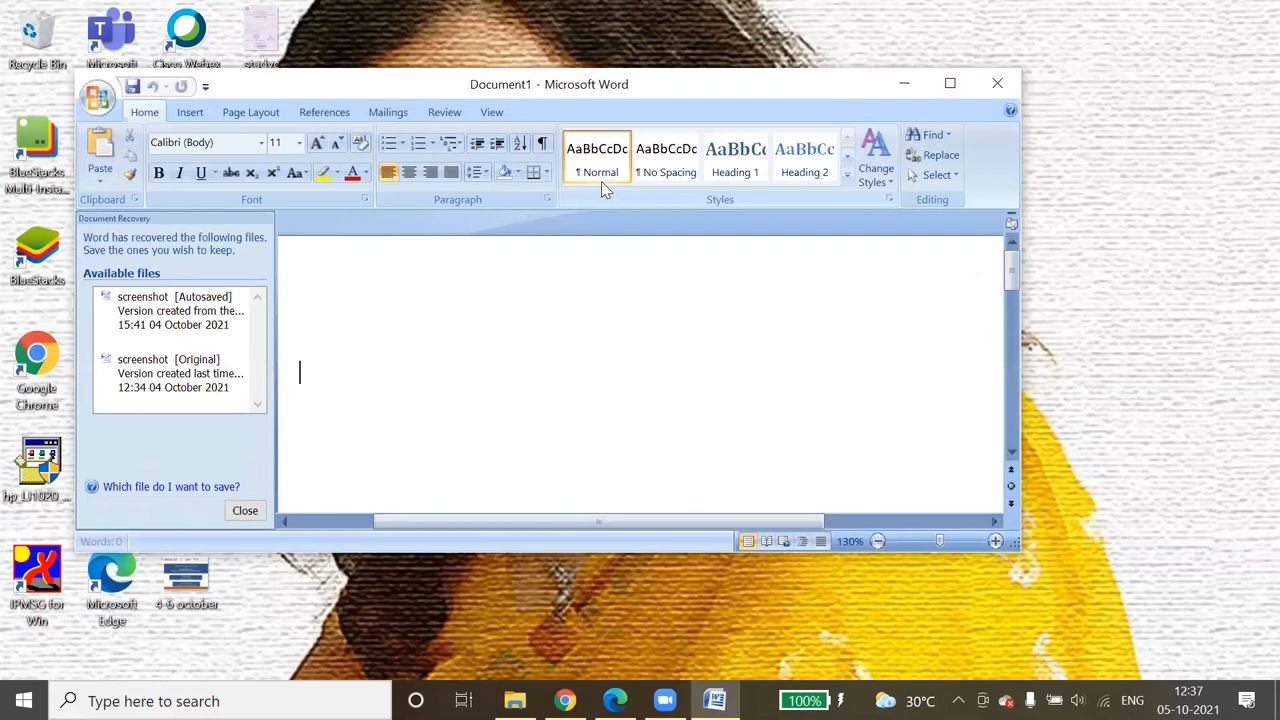 Recycle Bin
Microsoft
Cisco Webex
Document1 - Microsoft Word
Home
Insert
Page Layout
References
Mailings
Review
View
BlueStacks
Multi-Insta...
Paste
Calibri (Body)
11
B I U abc x₂ x² Aa
AaBbCcDc
¶ Normal
AaBbCcDc
¶ No Spacing
AaBbCc
Heading 1
AaBbCc
Heading 2
Change
Styles
Find
Replace
Select
Clipboard
Font
Paragraph
Styles
Editing
Document Recovery
Word has recovered the following files.
Save the ones you wish to keep.
Available files
screenshot [Autosaved]
Version created from the...
15:41 04 October 2021
screenshot [Original]
Version created last time...
12:34 04 October 2021
Which file do I want to save?
Close
BlueStacks
Google
Chrome
hp_LJ1020_...
Words: 0
130%
IPMSG for
Win
Microsoft
Edge
4-6 october
Type here to search
100%
30°C
ENG
12:37
05-10-2021